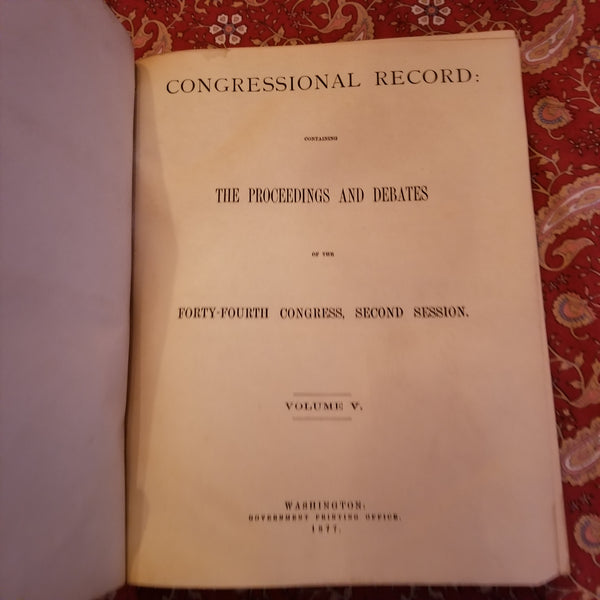 CONGRESSIONAL RECORD:
CONTAINING
THE PROCEEDINGS AND DEBATES
OF THE
FORTY-FOURTH CONGRESS, SECOND SESSION.
VOLUME V.
WASHINGTON:
GOVERNMENT PRINTING OFFICE.
1877.